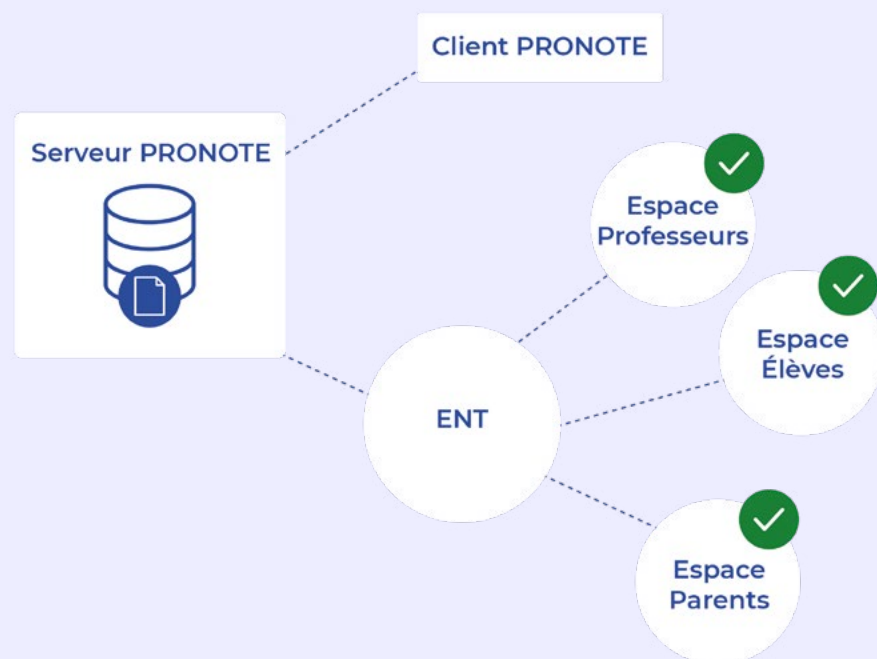 Client PRONOTE
Serveur PRONOTE
Espace
Professeurs
Espace
Élèves
ENT
Espace
Parents